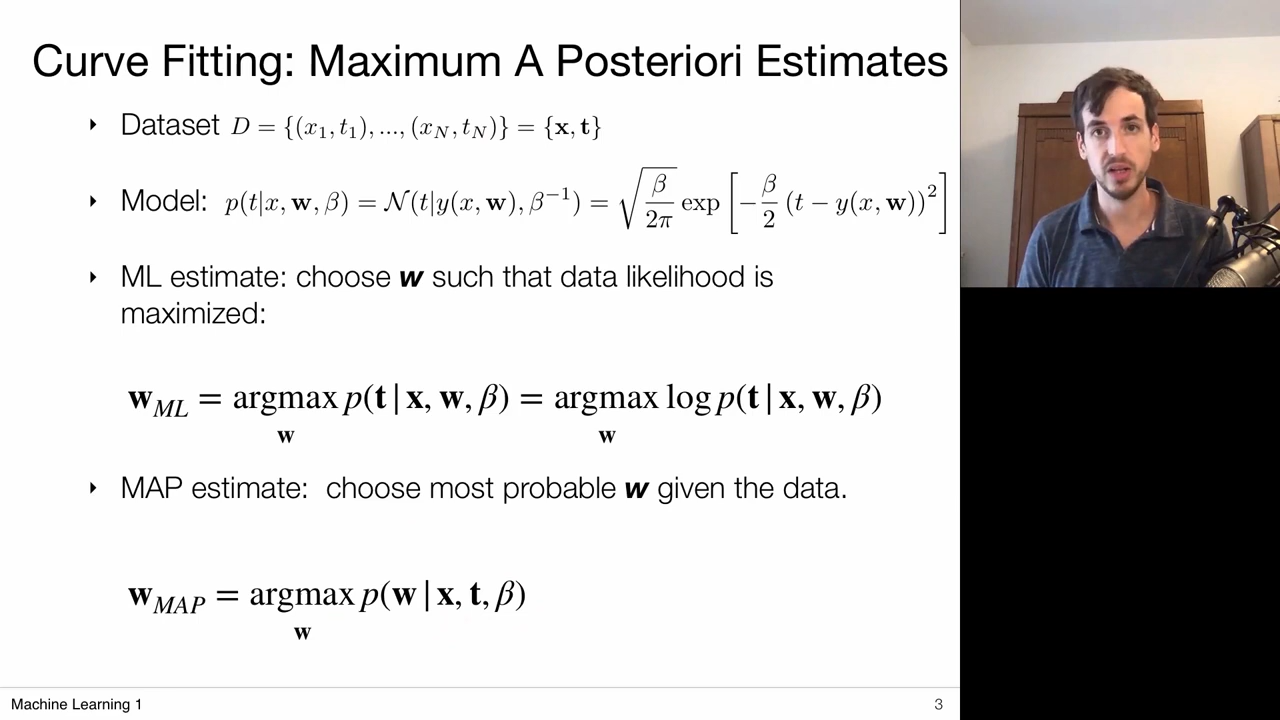 Curve Fitting: Maximum A Posteriori Estimates
‣ Dataset D = {(x₁, t₁), ..., (x_N, t_N)} = {𝐱, 𝐭}
‣ Model: p(t|x, 𝐰, β) = 𝒩(t|y(x, 𝐰), β⁻¹) = √(β/2π) exp [−β/2 (t − y(x, 𝐰))²]
‣ ML estimate: choose w such that data likelihood is
maximized:
𝐰_ML = argmax p(𝐭 | 𝐱, 𝐰, β) = argmax log p(𝐭 | 𝐱, 𝐰, β)
𝐰 𝐰
‣ MAP estimate: choose most probable w given the data.
𝐰_MAP = argmax p(𝐰 | 𝐱, 𝐭, β)
𝐰
Machine Learning 1
3